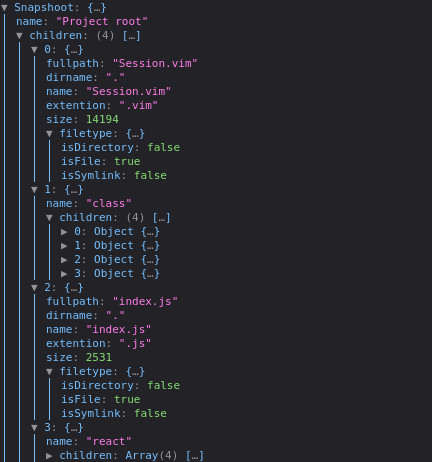 ▼ Snapshoot: {…}
name: "Project root"
▼ children: (4) […]
▼ 0: {…}
fullpath: "Session.vim"
dirname: "."
name: "Session.vim"
extention: ".vim"
size: 14194
▼ filetype: {…}
isDirectory: false
isFile: true
isSymlink: false
▼ 1: {…}
name: "class"
▼ children: (4) […]
▶ 0: Object {…}
▶ 1: Object {…}
▶ 2: Object {…}
▶ 3: Object {…}
▼ 2: {…}
fullpath: "index.js"
dirname: "."
name: "index.js"
extention: ".js"
size: 2531
▼ filetype: {…}
isDirectory: false
isFile: true
isSymlink: false
▼ 3: {…}
name: "react"
▶ children: Array(4) […]